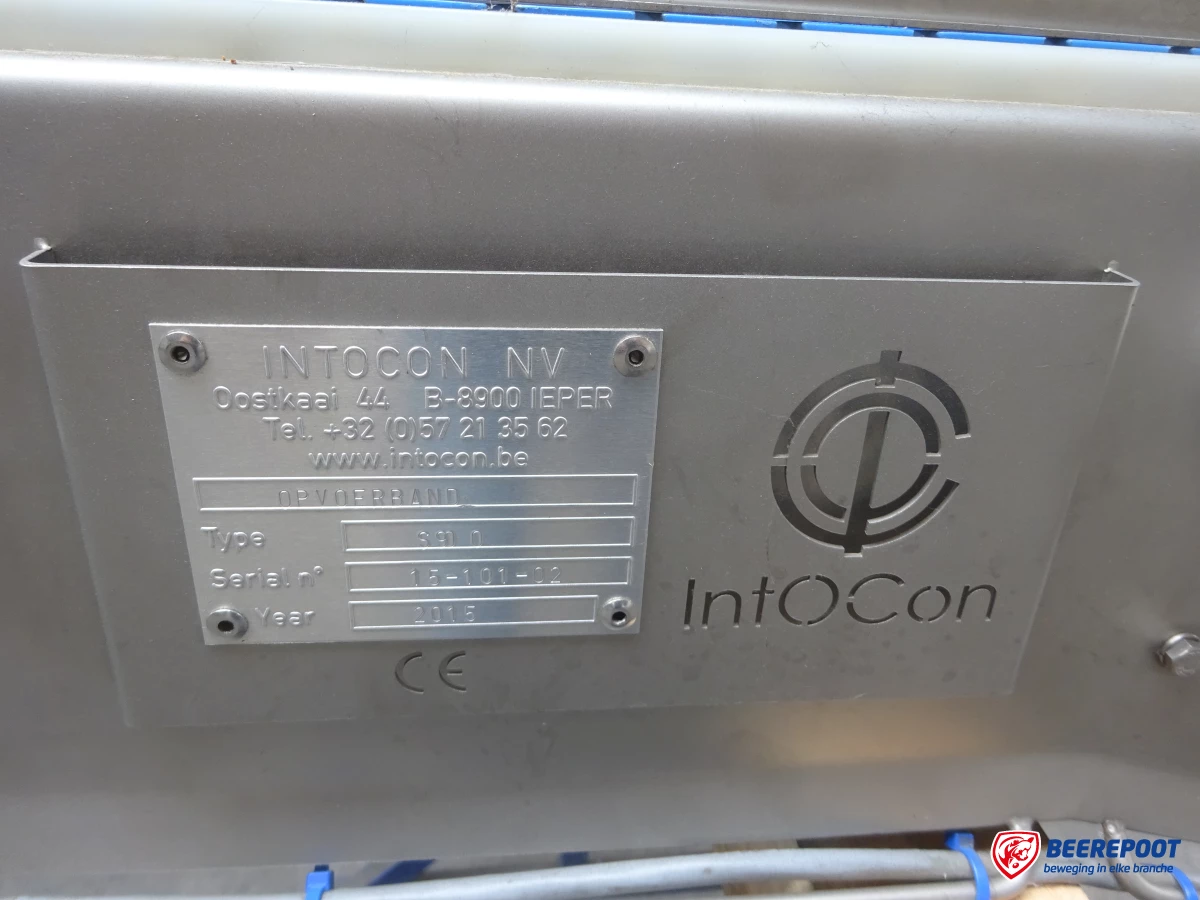 INTOCON NV
Oostkaai 44 B-8900 IEPER
Tel. +32 (0)57 21 35 62
www.intocon.be
OPVOERBAND
Type
Serial n° 15-101-02
Year 2015
CE
IntOCon
BEEREPOOT
beweging in elke branche